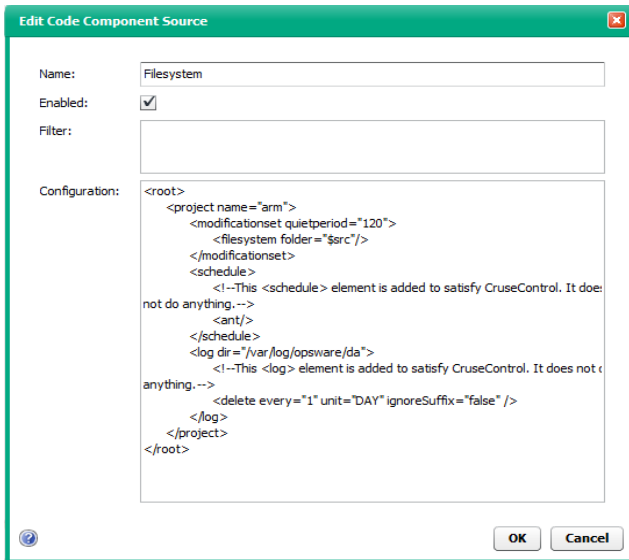 Edit Code Component Source
Name:
Filesystem
Enabled:
Filter:
Configuration:
<root>
<project name="arm">
<modificationset quietperiod="120">
<filesystem folder="$src"/>
</modificationset>
<schedule>
<!--This <schedule> element is added to satisfy CruseControl. It does
not do anything.-->
<ant/>
</schedule>
<log dir="/var/log/opsware/da">
<!--This <log> element is added to satisfy CruseControl. It does not
anything.-->
<delete every="1" unit="DAY" ignoreSuffix="false" />
</log>
</project>
</root>
OK
Cancel